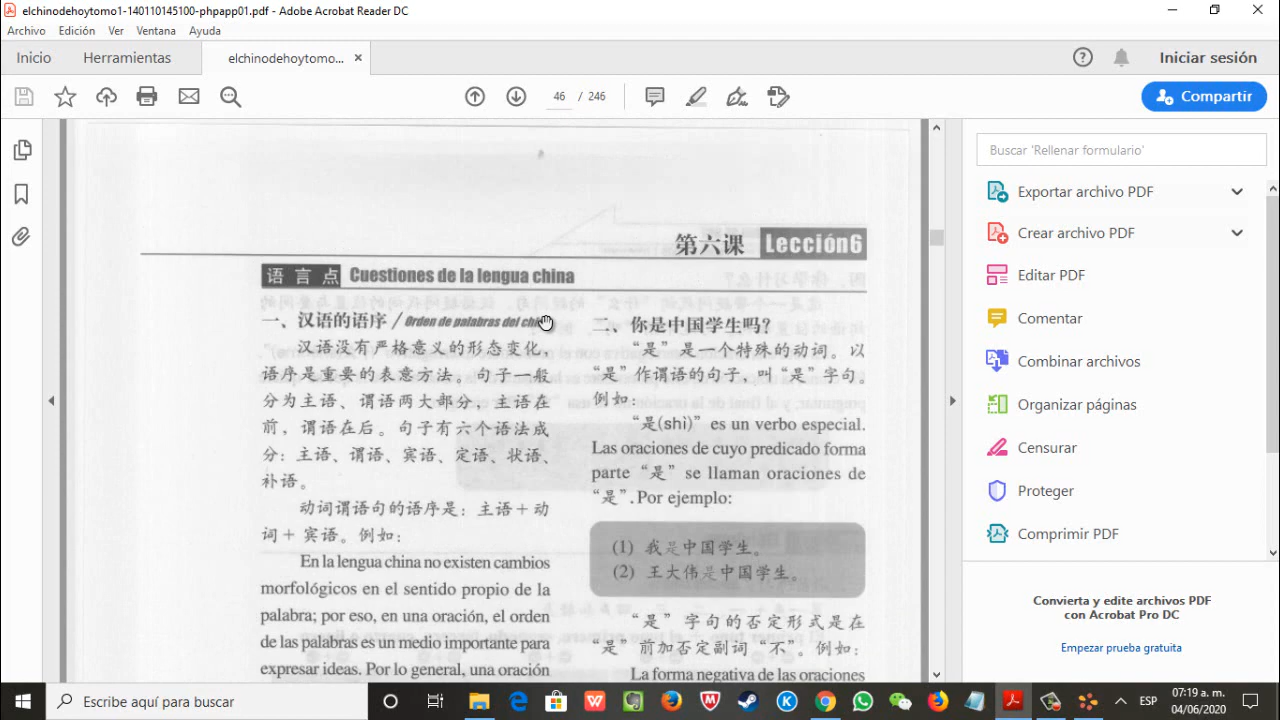 elchinodehoytomo1-140110145100-phpapp01.pdf - Adobe Acrobat Reader DC
Archivo Edición Ver Ventana Ayuda
Inicio Herramientas elchinodehoytomo... Iniciar sesión
46 / 246
Compartir
第六课 Lección6
语言点 Cuestiones de la lengua china
一、汉语的语序 / Orden de palabras del
汉语没有严格意义的形态变化,
语序是重要的表意方法。句子一般
分为主语、谓语两大部分,主语在
前,谓语在后。句子有六个语法成
分:主语、谓语、宾语、定语、状语、
补语。
动词谓语句的语序是:主语+动
词+宾语。例如:
En la lengua china no existen cambios
morfológicos en el sentido propio de la
palabra; por eso, en una oración, el orden
de las palabras es un medio importante para
expresar ideas. Por lo general, una oración
二、你是中国学生吗?
“是”是一个特殊的动词。以
“是”作谓语的句子,叫“是”字句。
例如:
“是(shì)” es un verbo especial.
Las oraciones de cuyo predicado forma
parte “是” se llaman oraciones de
“是”. Por ejemplo:
(1) 我是中国学生。
(2) 王大伟是中国学生。
“是”字句的否定形式是在
“是”前加否定副词“不”。例如:
La forma negativa de las oraciones
Buscar 'Rellenar formulario'
Exportar archivo PDF
Crear archivo PDF
Editar PDF
Comentar
Combinar archivos
Organizar páginas
Censurar
Proteger
Comprimir PDF
Convierta y edite archivos PDF
con Acrobat Pro DC
Empezar prueba gratuita
Escribe aquí para buscar
ESP
07:19 a. m.
04/06/2020